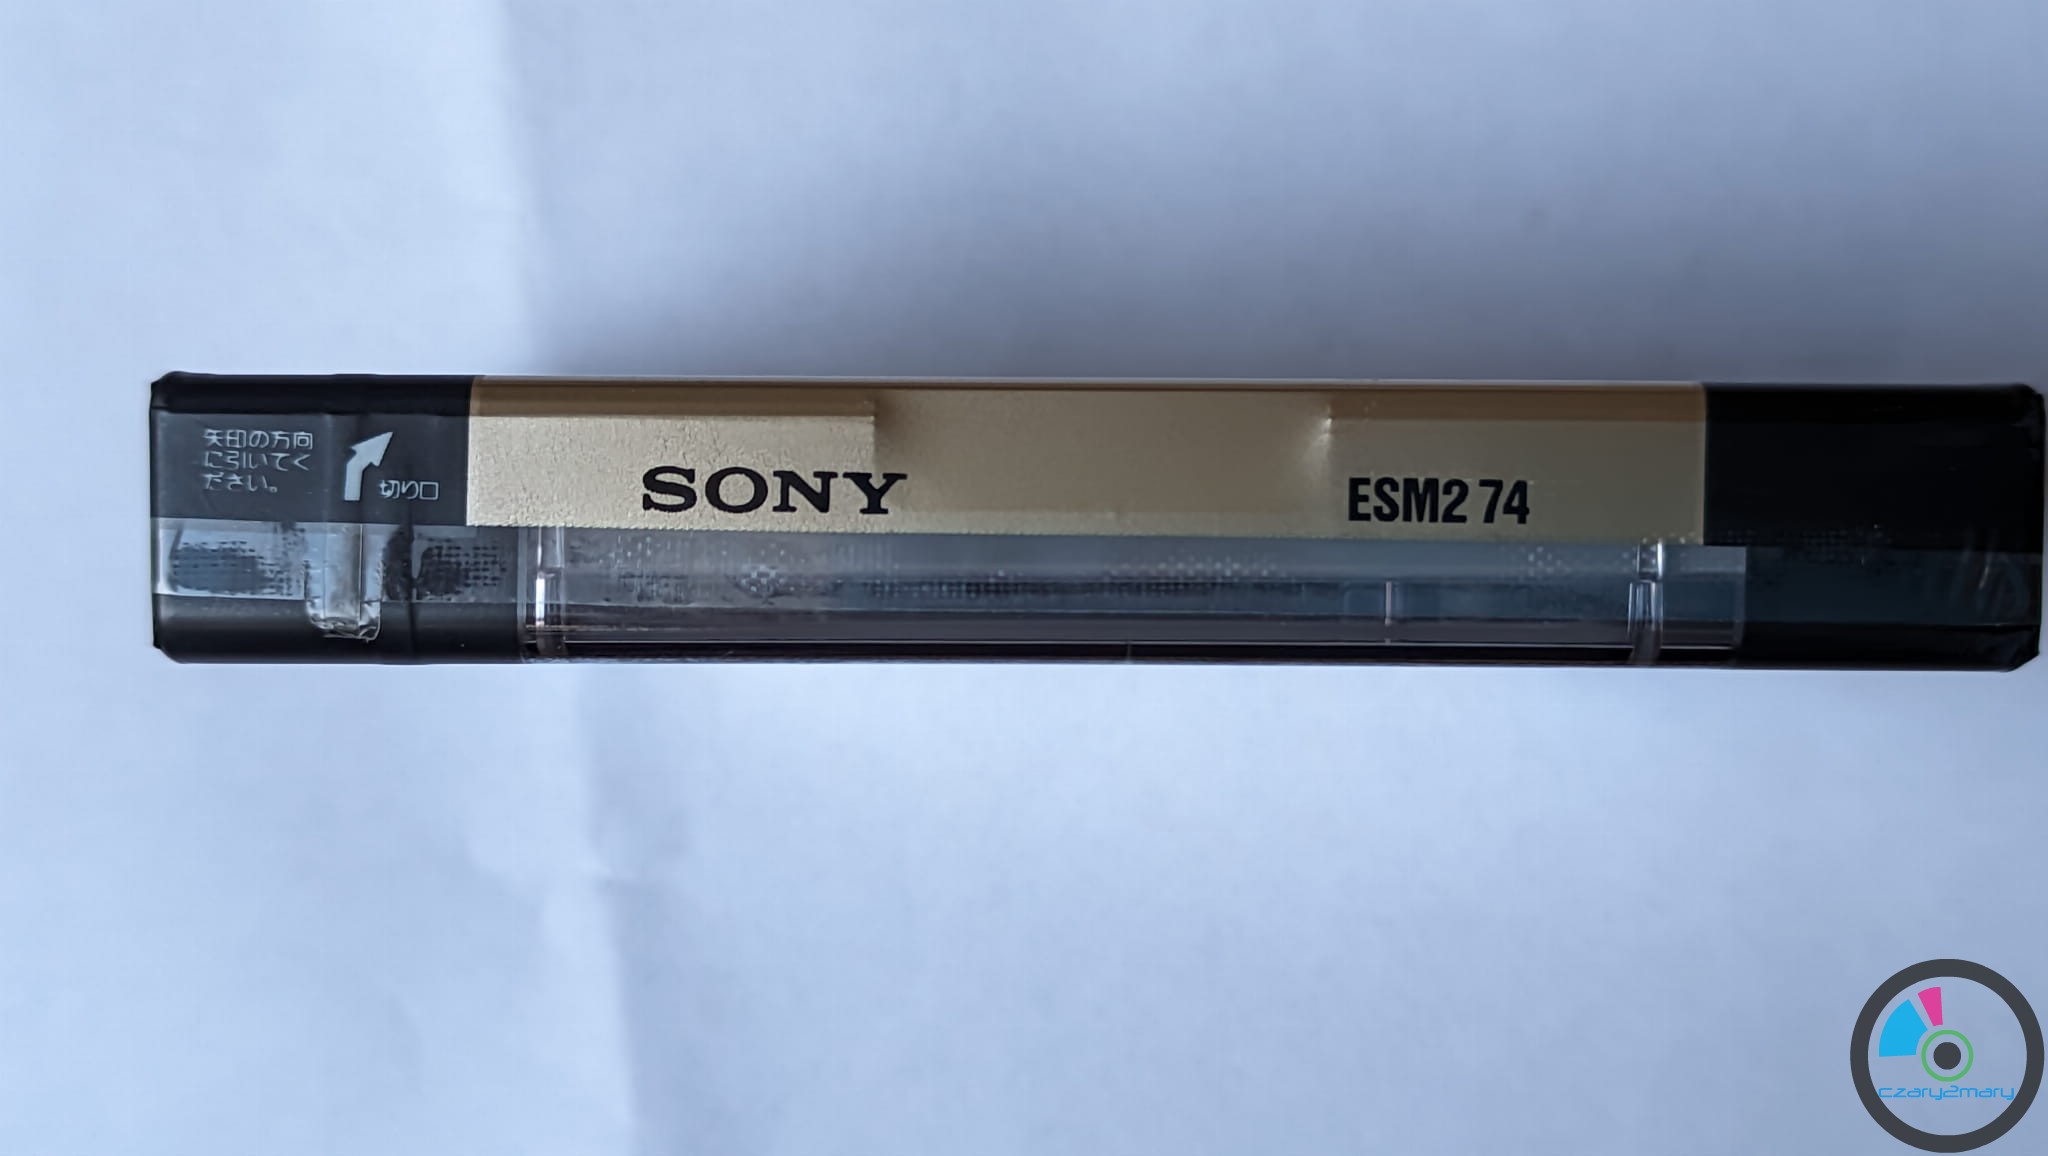 矢印の方向
に引いてく
ださい。
切り口
SONY
ESM2 74
czary2mary